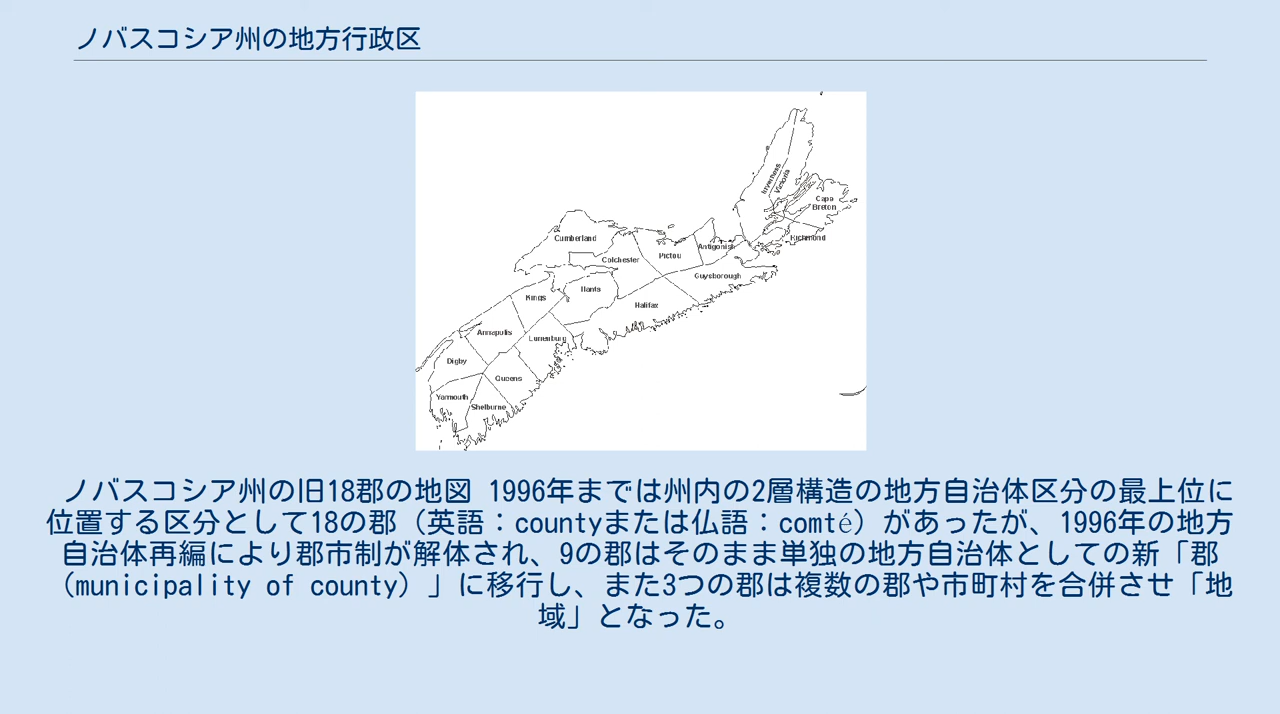 ノバスコシア州の地方行政区
Inverness
Victoria
Cape
Breton
Richmond
Cumberland
Antigonish
Colchester
Pictou
Guysborough
Hants
Kings
Halifax
Annapolis
Lunenburg
Digby
Queens
Yarmouth
Shelburne
ノバスコシア州の旧18郡の地図 1996年までは州内の2層構造の地方自治体区分の最上位に
位置する区分として18の郡（英語：countyまたは仏語：comté）があったが、1996年の地方
自治体再編により郡市制が解体され、9の郡はそのまま単独の地方自治体としての新「郡
（municipality of county）」に移行し、また3つの郡は複数の郡や市町村を合併させ「地
域」となった。